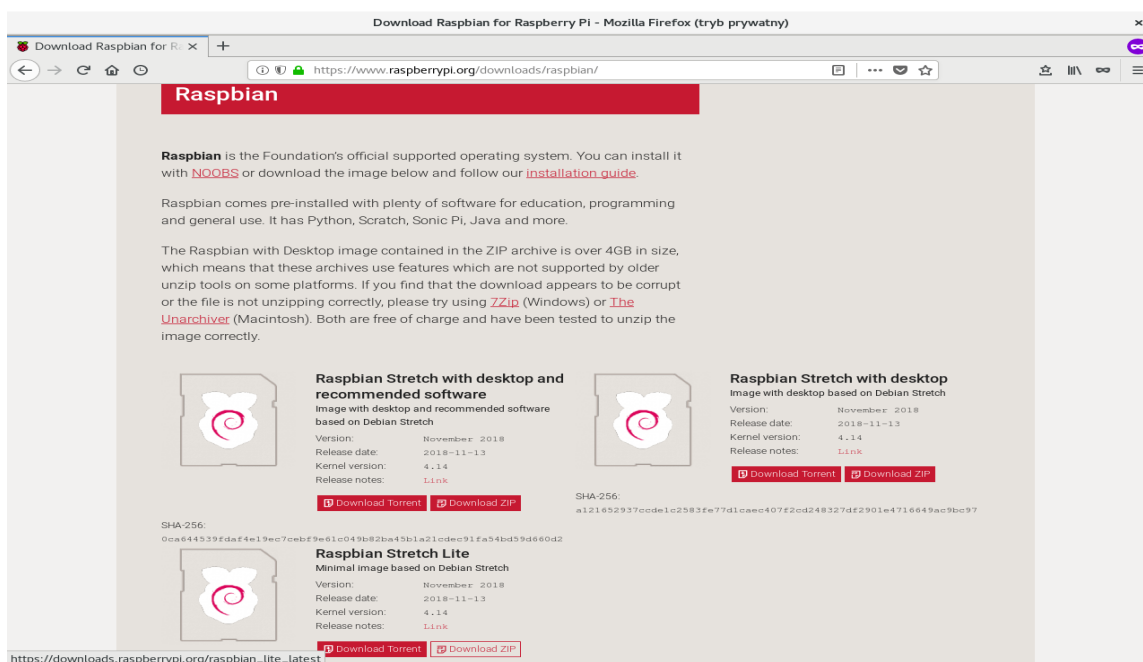 Download Raspbian for Raspberry Pi - Mozilla Firefox (tryb prywatny)
Download Raspbian for Ra
https://www.raspberrypi.org/downloads/raspbian/
Raspbian
Raspbian is the Foundation's official supported operating system. You can install it
with NOOBS or download the image below and follow our installation guide.
Raspbian comes pre-installed with plenty of software for education, programming
and general use. It has Python, Scratch, Sonic Pi, Java and more.
The Raspbian with Desktop image contained in the ZIP archive is over 4GB in size,
which means that these archives use features which are not supported by older
unzip tools on some platforms. If you find that the download appears to be corrupt
or the file is not unzipping correctly, please try using 7Zip (Windows) or The
Unarchiver (Macintosh). Both are free of charge and have been tested to unzip the
image correctly.
Raspbian Stretch with desktop and
recommended software
Image with desktop and recommended software
based on Debian Stretch
Version: November 2018
Release date: 2018-11-13
Kernel version: 4.14
Release notes: Link
Download Torrent Download ZIP
SHA-256:
0ca644539fdaf4e19ec7cebf9e61c049b82ba45b1a21cdec91fa54bd59d660d2
Raspbian Stretch with desktop
Image with desktop based on Debian Stretch
Version: November 2018
Release date: 2018-11-13
Kernel version: 4.14
Release notes: Link
Download Torrent Download ZIP
SHA-256:
a121652937ccde1c2583fe77d1caec407f2cd248327df2901e4716649ac9bc97
Raspbian Stretch Lite
Minimal image based on Debian Stretch
Version: November 2018
Release date: 2018-11-13
Kernel version: 4.14
Release notes: Link
Download Torrent Download ZIP
https://downloads.raspberrypi.org/raspbian_lite_latest